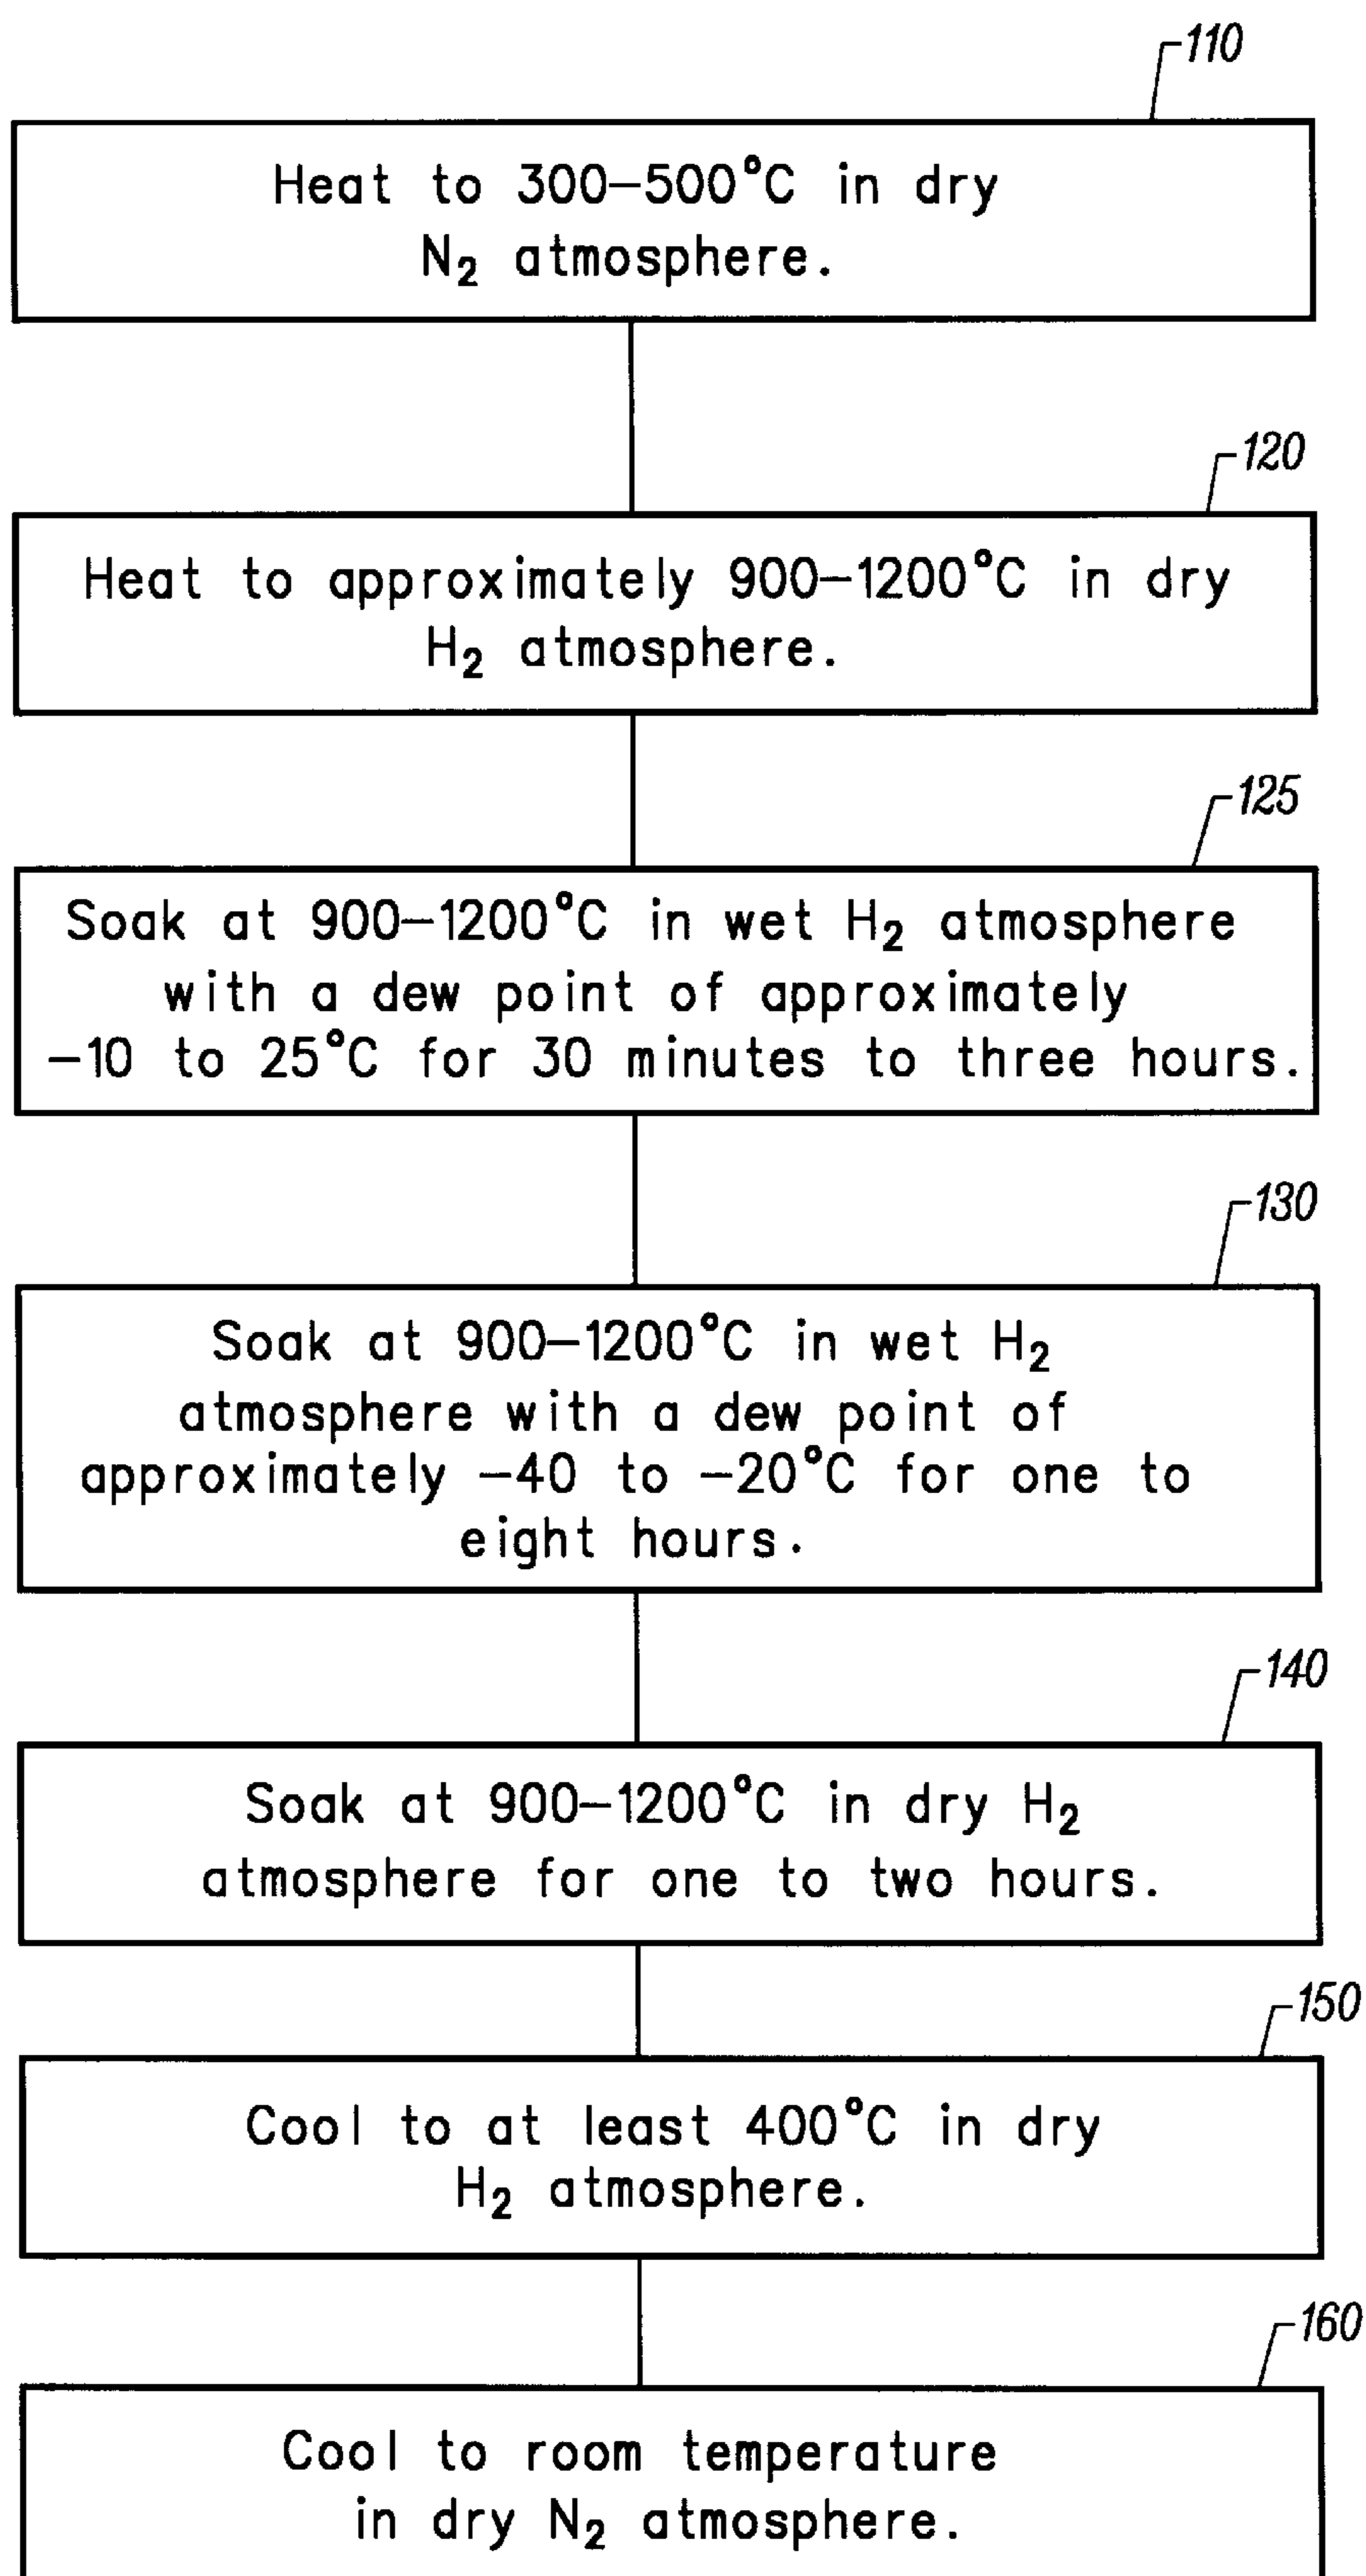 110
Heat to 300–500°C in dry
N₂ atmosphere.
120
Heat to approximately 900–1200°C in dry
H₂ atmosphere.
125
Soak at 900–1200°C in wet H₂ atmosphere
with a dew point of approximately
–10 to 25°C for 30 minutes to three hours.
130
Soak at 900–1200°C in wet H₂
atmosphere with a dew point of
approximately –40 to –20°C for one to
eight hours.
140
Soak at 900–1200°C in dry H₂
atmosphere for one to two hours.
150
Cool to at least 400°C in dry
H₂ atmosphere.
160
Cool to room temperature
in dry N₂ atmosphere.